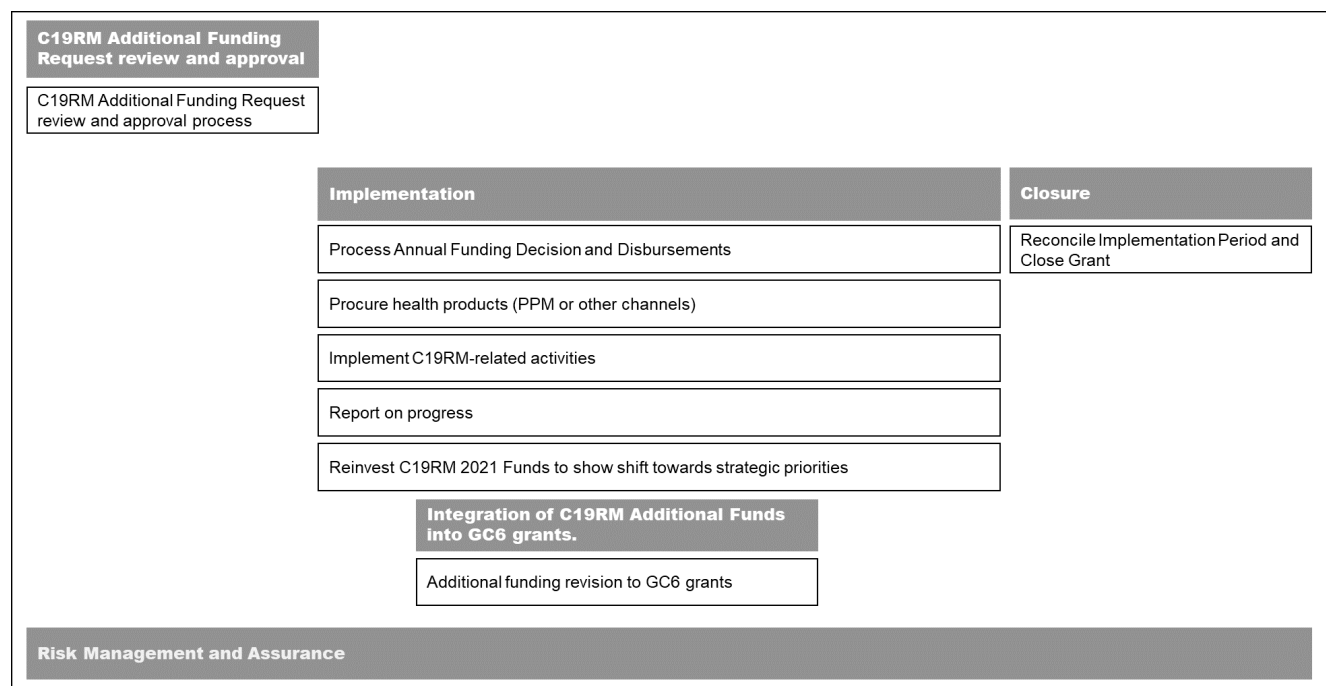 C19RM Additional Funding
Request review and approval
C19RM Additional Funding Request
review and approval process
Implementation
Process Annual Funding Decision and Disbursements
Procure health products (PPM or other channels)
Implement C19RM-related activities
Report on progress
Reinvest C19RM 2021 Funds to show shift towards strategic priorities
Integration of C19RM Additional Funds
into GC6 grants.
Additional funding revision to GC6 grants
Closure
Reconcile Implementation Period and
Close Grant
Risk Management and Assurance